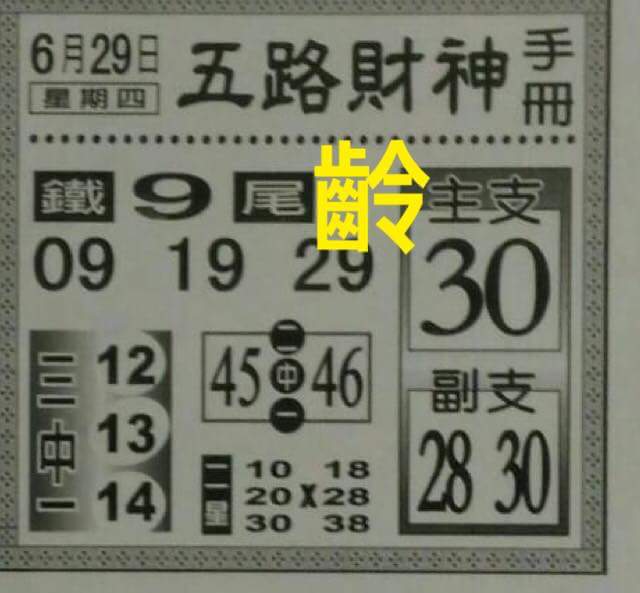 6月29日
星期四
五路財神
手冊
鐵9尾
齡
09 19 29
主支
30
三中一
12
13
14
45 二中一 46
副支
28 30
二星
10 18
20 X 28
30 38